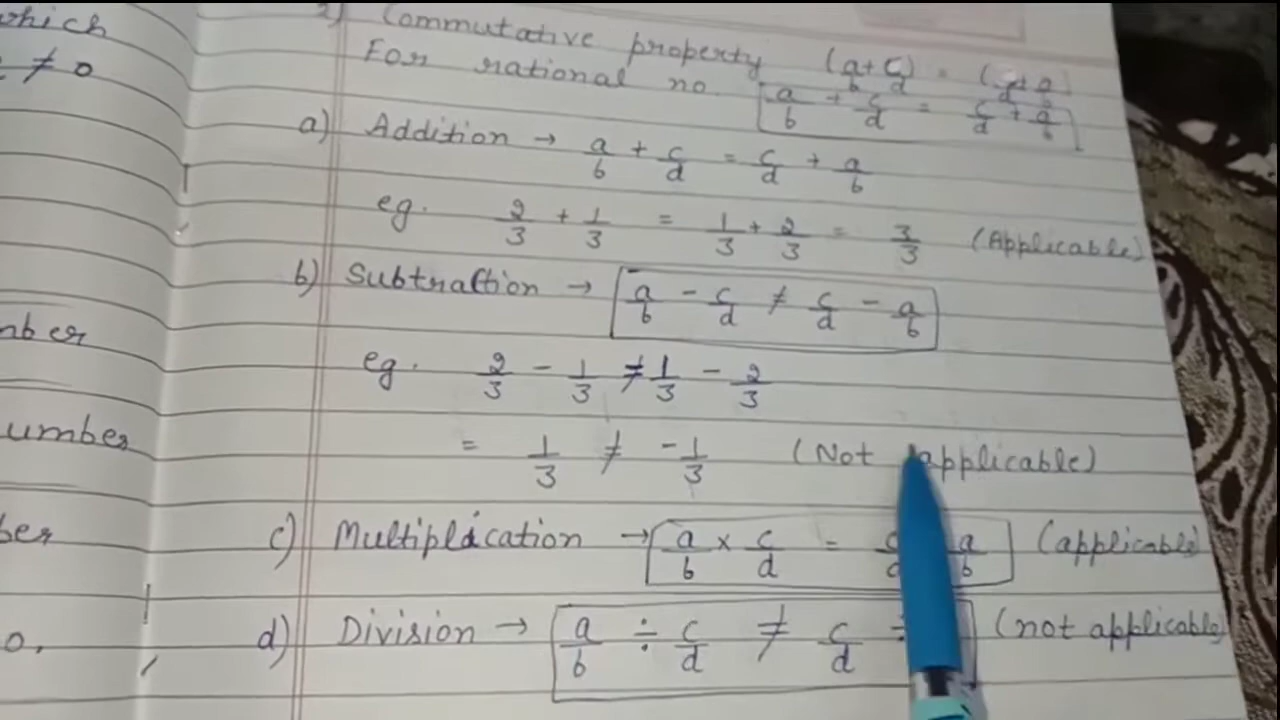 which
≠ 0
mber
umber
ber
o.
2) Commutative property (a/b + c/d) = (c/d + a/b)
For rational no. a/b + c/d = c/d + a/b
a) Addition → a/b + c/d = c/d + a/b
eg. 2/3 + 1/3 = 1/3 + 2/3 = 3/3 (Applicable)
b) Subtraction → a/b - c/d ≠ c/d - a/b
eg. 2/3 - 1/3 ≠ 1/3 - 2/3
= 1/3 ≠ -1/3 (Not applicable)
c) Multiplication → a/b × c/d = a/b (applicable)
d) Division → a/b ÷ c/d ≠ c/d ÷ (not applicable)